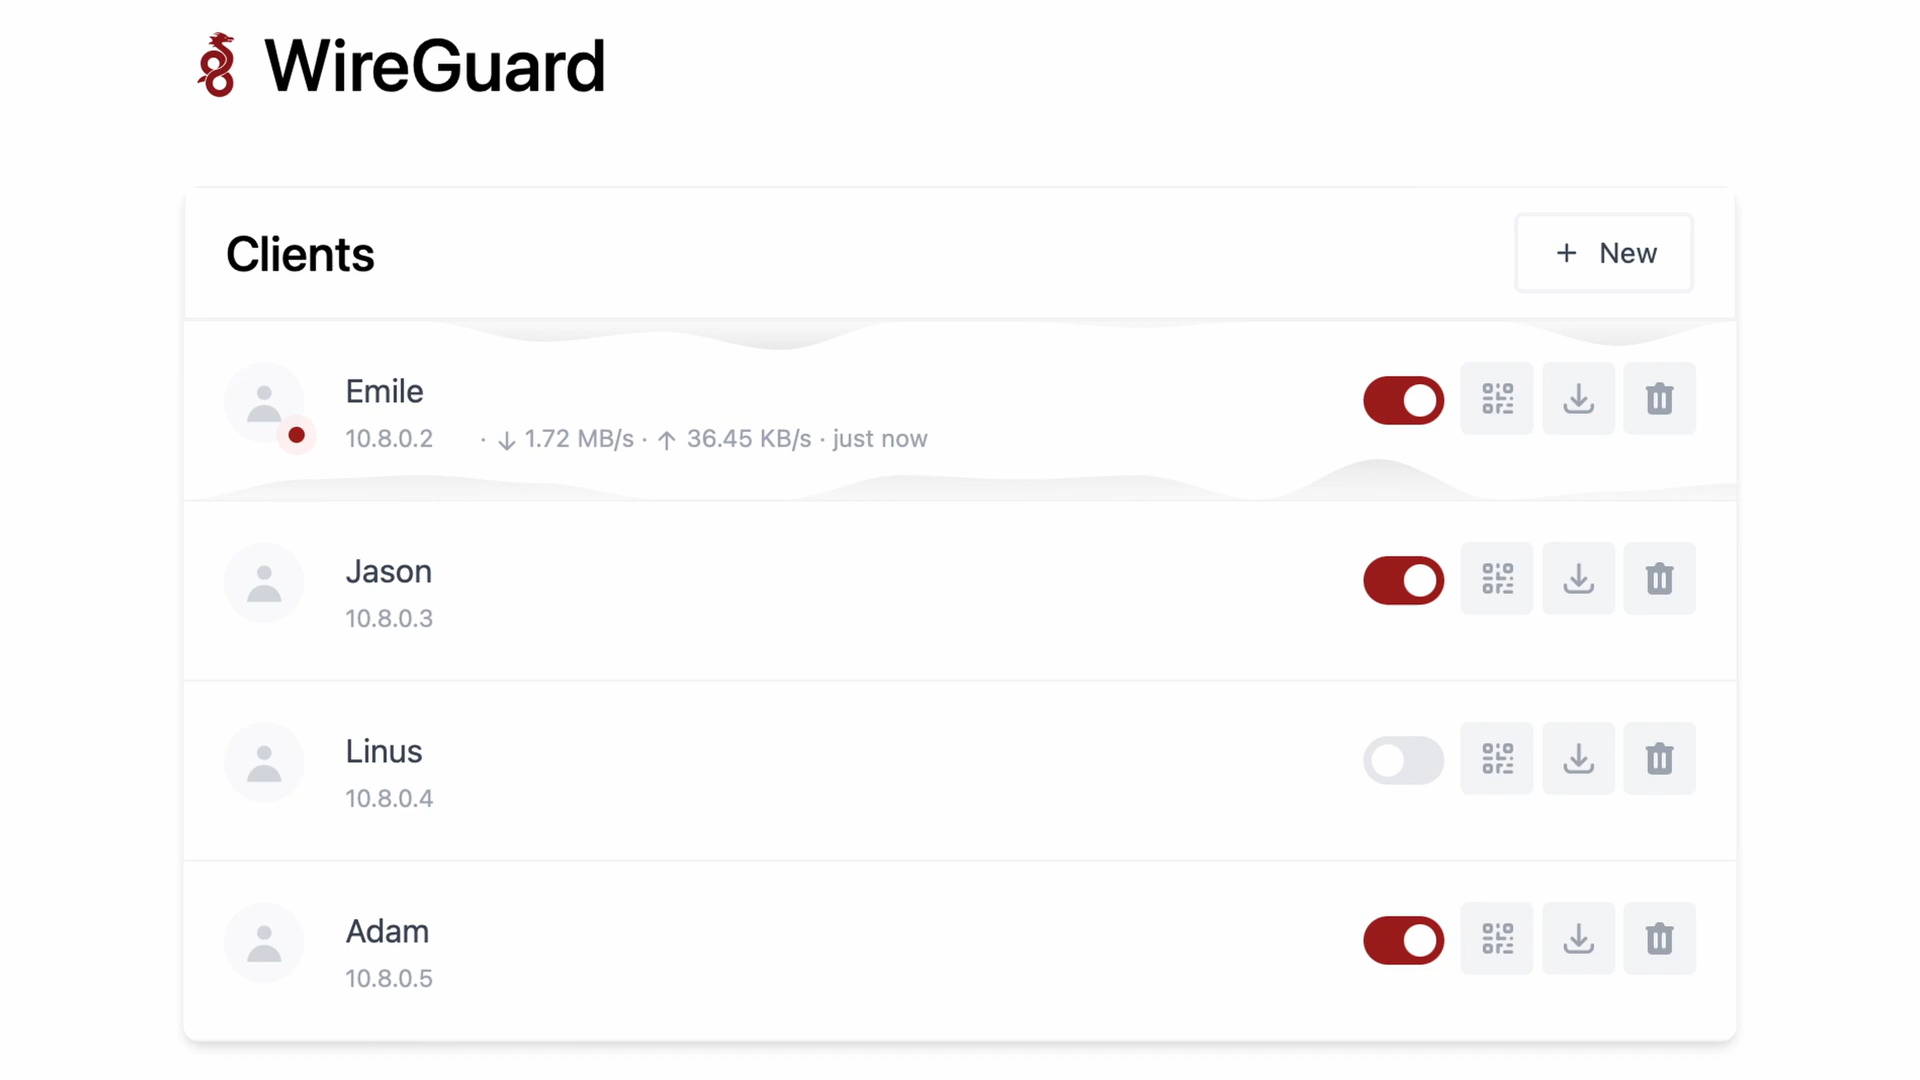 WireGuard
Clients
+ New
Emile
10.8.0.2 · ↓ 1.72 MB/s · ↑ 36.45 KB/s · just now
Jason
10.8.0.3
Linus
10.8.0.4
Adam
10.8.0.5